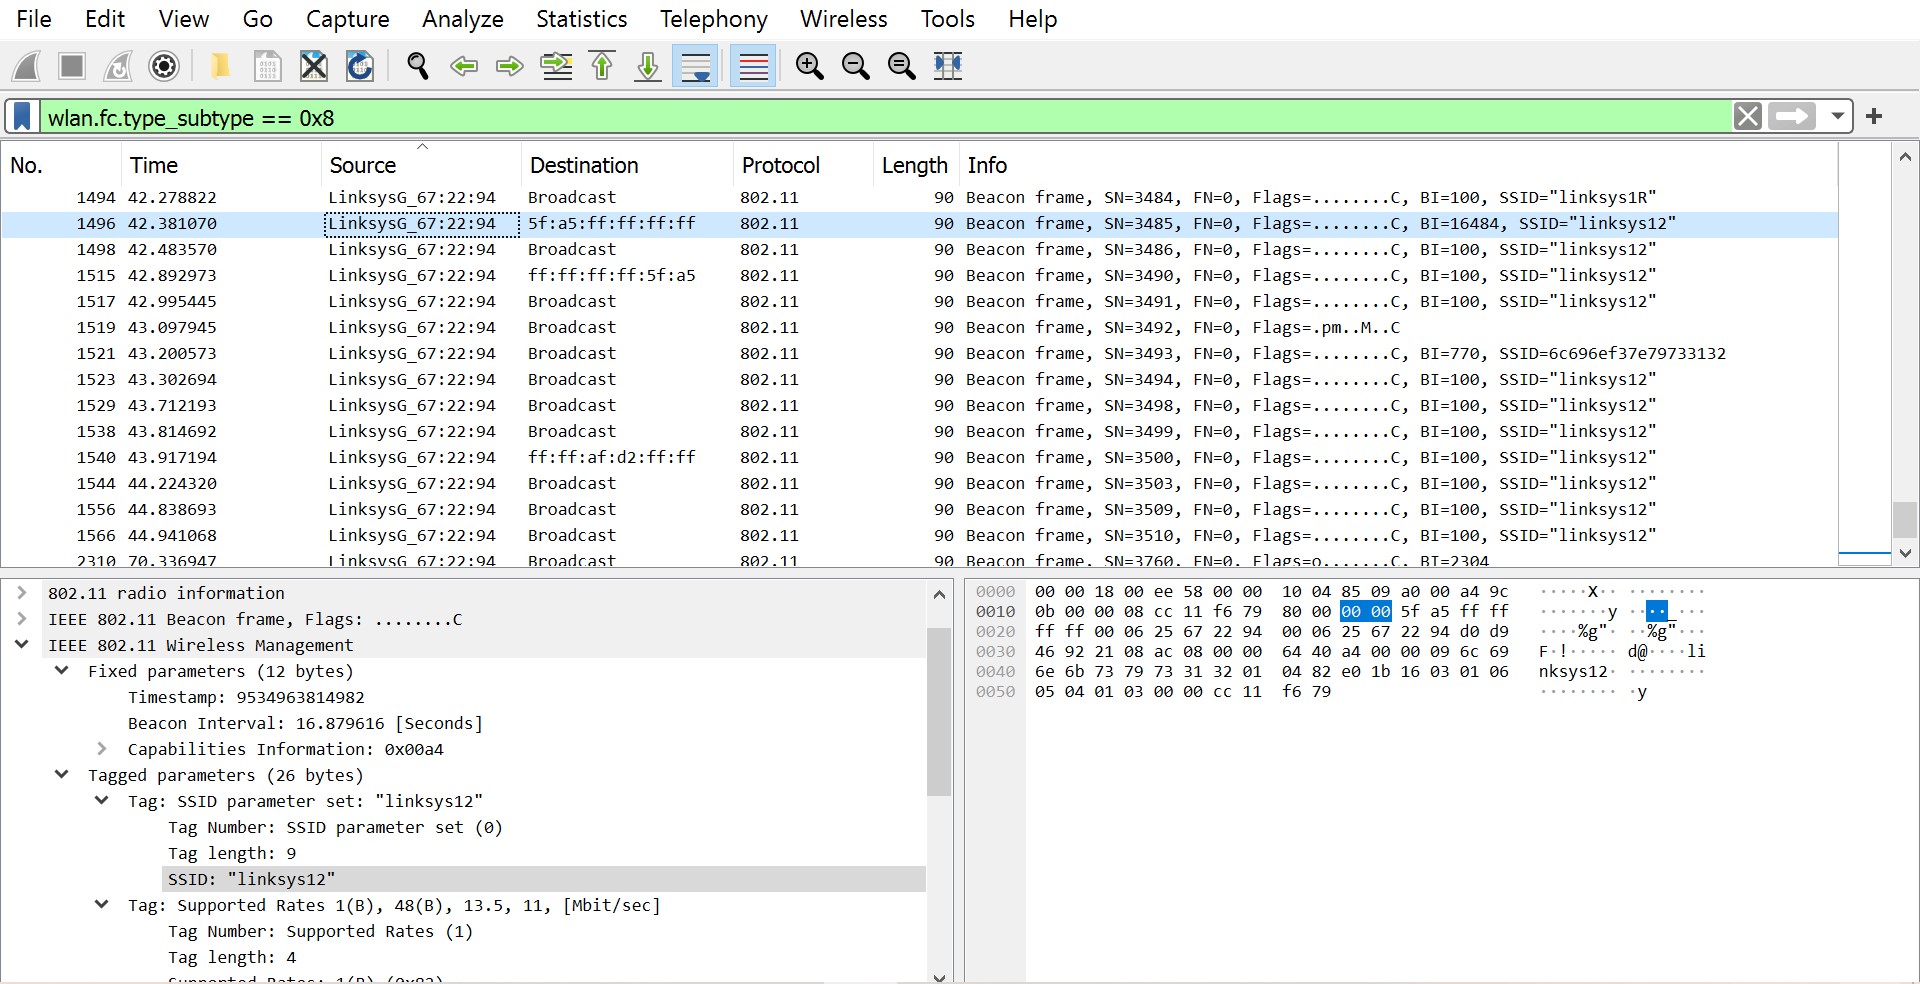 File Edit View Go Capture Analyze Statistics Telephony Wireless Tools Help
wlan.fc.type_subtype == 0x8
No. Time Source Destination Protocol Length Info
1494 42.278822 LinksysG_67:22:94 Broadcast 802.11 90 Beacon frame, SN=3484, FN=0, Flags=........C, BI=100, SSID="linksys1R"
1496 42.381070 LinksysG_67:22:94 5f:a5:ff:ff:ff:ff 802.11 90 Beacon frame, SN=3485, FN=0, Flags=........C, BI=16484, SSID="linksys12"
1498 42.483570 LinksysG_67:22:94 Broadcast 802.11 90 Beacon frame, SN=3486, FN=0, Flags=........C, BI=100, SSID="linksys12"
1515 42.892973 LinksysG_67:22:94 ff:ff:ff:ff:5f:a5 802.11 90 Beacon frame, SN=3490, FN=0, Flags=........C, BI=100, SSID="linksys12"
1517 42.995445 LinksysG_67:22:94 Broadcast 802.11 90 Beacon frame, SN=3491, FN=0, Flags=........C, BI=100, SSID="linksys12"
1519 43.097945 LinksysG_67:22:94 Broadcast 802.11 90 Beacon frame, SN=3492, FN=0, Flags=.pm..M..C
1521 43.200573 LinksysG_67:22:94 Broadcast 802.11 90 Beacon frame, SN=3493, FN=0, Flags=........C, BI=770, SSID=6c696ef37e79733132
1523 43.302694 LinksysG_67:22:94 Broadcast 802.11 90 Beacon frame, SN=3494, FN=0, Flags=........C, BI=100, SSID="linksys12"
1529 43.712193 LinksysG_67:22:94 Broadcast 802.11 90 Beacon frame, SN=3498, FN=0, Flags=........C, BI=100, SSID="linksys12"
1538 43.814692 LinksysG_67:22:94 Broadcast 802.11 90 Beacon frame, SN=3499, FN=0, Flags=........C, BI=100, SSID="linksys12"
1540 43.917194 LinksysG_67:22:94 ff:ff:af:d2:ff:ff 802.11 90 Beacon frame, SN=3500, FN=0, Flags=........C, BI=100, SSID="linksys12"
1544 44.224320 LinksysG_67:22:94 Broadcast 802.11 90 Beacon frame, SN=3503, FN=0, Flags=........C, BI=100, SSID="linksys12"
1556 44.838693 LinksysG_67:22:94 Broadcast 802.11 90 Beacon frame, SN=3509, FN=0, Flags=........C, BI=100, SSID="linksys12"
1566 44.941068 LinksysG_67:22:94 Broadcast 802.11 90 Beacon frame, SN=3510, FN=0, Flags=........C, BI=100, SSID="linksys12"
2310 70.336947 LinksysG_67:22:94 Broadcast 802.11 90 Beacon frame, SN=3760, FN=0, Flags=o.......C, BI=2304
802.11 radio information
IEEE 802.11 Beacon frame, Flags: ........C
IEEE 802.11 Wireless Management
Fixed parameters (12 bytes)
Timestamp: 9534963814982
Beacon Interval: 16.879616 [Seconds]
Capabilities Information: 0x00a4
Tagged parameters (26 bytes)
Tag: SSID parameter set: "linksys12"
Tag Number: SSID parameter set (0)
Tag length: 9
SSID: "linksys12"
Tag: Supported Rates 1(B), 48(B), 13.5, 11, [Mbit/sec]
Tag Number: Supported Rates (1)
Tag length: 4
Supported Rates: 1(B) (0x82)
0000 00 00 18 00 ee 58 00 00 10 04 85 09 a0 00 a4 9c ·····X·· ········
0010 0b 00 00 08 cc 11 f6 79 80 00 00 00 5f a5 ff ff ·······y ····_···
0020 ff ff 00 06 25 67 22 94 00 06 25 67 22 94 d0 d9 ····%g"· ··%g"···
0030 46 92 21 08 ac 08 00 00 64 40 a4 00 00 09 6c 69 F·!····· d@····li
0040 6e 6b 73 79 73 31 32 01 04 82 e0 1b 16 03 01 06 nksys12· ········
0050 05 04 01 03 00 00 cc 11 f6 79 ········ ·y